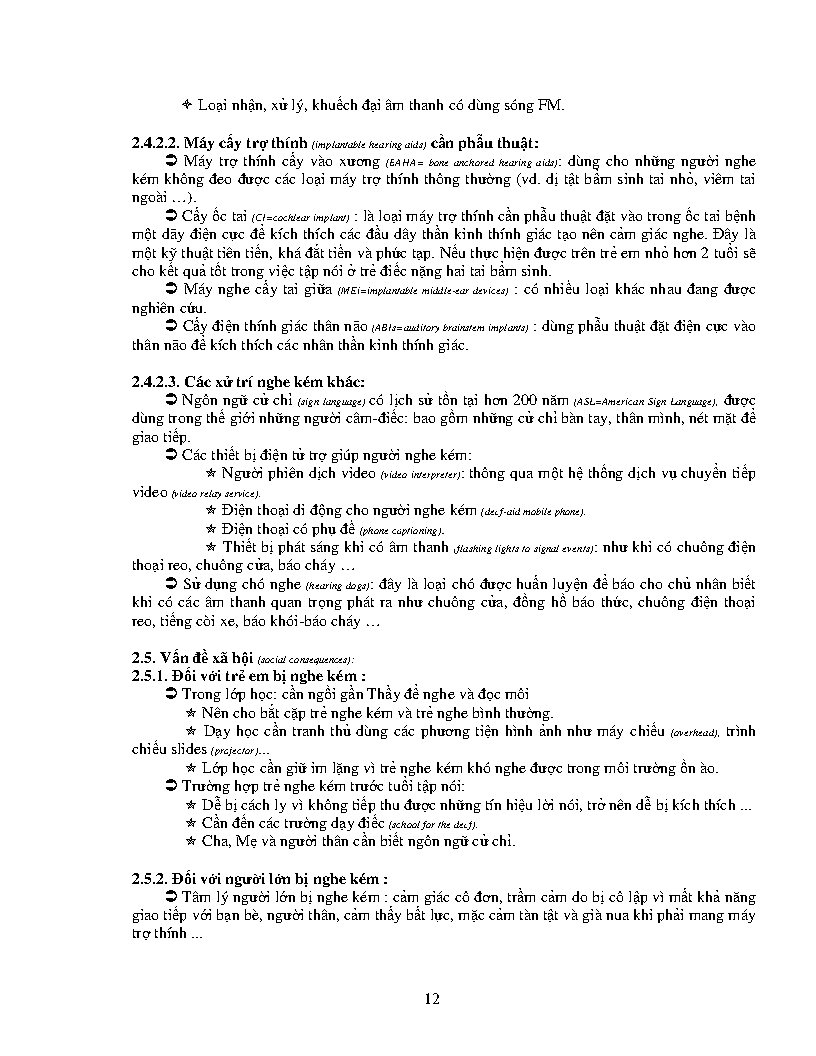 ✧ Loại nhận, xử lý, khuếch đại âm thanh có dùng sóng FM.
2.4.2.2. Máy cấy trợ thính (implantable hearing aids) cần phẫu thuật:
➲ Máy trợ thính cấy vào xương (BAHA= bone anchored hearing aids): dùng cho những người nghe
kém không đeo được các loại máy trợ thính thông thường (vd. dị tật bẩm sinh tai nhỏ, viêm tai
ngoài …).
➲ Cấy ốc tai (CI=cochlear implant) : là loại máy trợ thính cần phẫu thuật đặt vào trong ốc tai bệnh
một dãy điện cực để kích thích các đầu dây thần kinh thính giác tạo nên cảm giác nghe. Đây là
một kỹ thuật tiên tiến, khá đắt tiền và phức tạp. Nếu thực hiện được trên trẻ em nhỏ hơn 2 tuổi sẽ
cho kết quả tốt trong việc tập nói ở trẻ điếc nặng hai tai bẩm sinh.
➲ Máy nghe cấy tai giữa (MEI=implantable middle-ear devices) : có nhiều loại khác nhau đang được
nghiên cứu.
➲ Cấy điện thính giác thân não (ABIs=auditory brainstem implants) : dùng phẫu thuật đặt điện cực vào
thân não để kích thích các nhân thần kinh thính giác.
2.4.2.3. Các xử trí nghe kém khác:
➲ Ngôn ngữ cử chỉ (sign language) có lịch sử tồn tại hơn 200 năm (ASL=American Sign Language), được
dùng trong thế giới những người câm-điếc: bao gồm những cử chỉ bàn tay, thân mình, nét mặt để
giao tiếp.
➲ Các thiết bị điện tử trợ giúp người nghe kém:
✯ Người phiên dịch video (video interpreter): thông qua một hệ thống dịch vụ chuyển tiếp
video (video relay service).
✯ Điện thoại di động cho người nghe kém (deaf-aid mobile phone).
✯ Điện thoại có phụ đề (phone captioning).
✯ Thiết bị phát sáng khi có âm thanh (flashing lights to signal events): như khi có chuông điện
thoại reo, chuông cửa, báo cháy …
➲ Sử dụng chó nghe (hearing dogs): đây là loại chó được huấn luyện để báo cho chủ nhân biết
khi có các âm thanh quan trọng phát ra như chuông cửa, đồng hồ báo thức, chuông điện thoại
reo, tiếng còi xe, báo khói-báo cháy …
2.5. Vấn đề xã hội (social consequences):
2.5.1. Đối với trẻ em bị nghe kém :
➲ Trong lớp học: cần ngồi gần Thầy để nghe và đọc môi
✯ Nên cho bắt cặp trẻ nghe kém và trẻ nghe bình thường.
✯ Dạy học cần tranh thủ dùng các phương tiện hình ảnh như máy chiếu (overhead), trình
chiếu slides (projector)...
✯ Lớp học cần giữ im lặng vì trẻ nghe kém khó nghe được trong môi trường ồn ào.
➲ Trường hợp trẻ nghe kém trước tuổi tập nói:
✯ Dễ bị cách ly vì không tiếp thu được những tín hiệu lời nói, trở nên dễ bị kích thích ...
✯ Cần đến các trường dạy điếc (school for the deaf).
✯ Cha, Mẹ và người thân cần biết ngôn ngữ cử chỉ.
2.5.2. Đối với người lớn bị nghe kém :
➲ Tâm lý người lớn bị nghe kém : cảm giác cô đơn, trầm cảm do bị cô lập vì mất khả năng
giao tiếp với bạn bè, người thân, cảm thấy bất lực, mặc cảm tàn tật và già nua khi phải mang máy
trợ thính ...
12